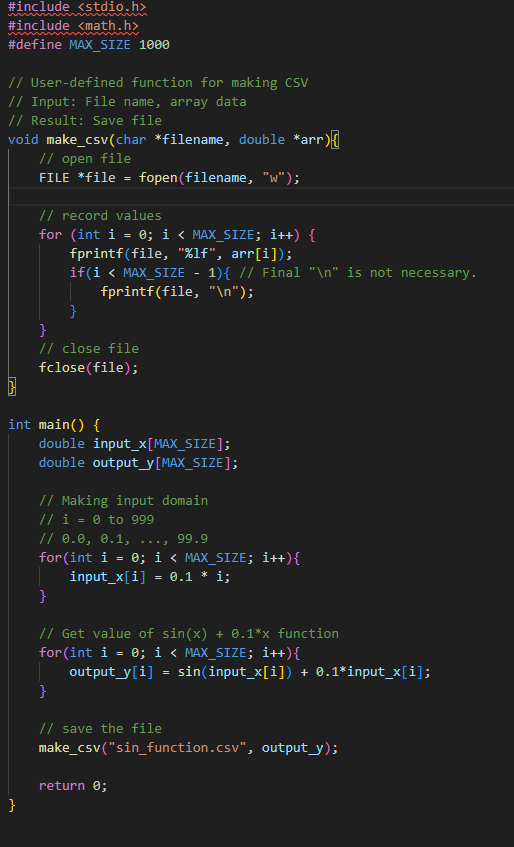 #include <stdio.h>
#include <math.h>
#define MAX_SIZE 1000

// User-defined function for making CSV
// Input: File name, array data
// Result: Save file
void make_csv(char *filename, double *arr){
    // open file
    FILE *file = fopen(filename, "w");

    // record values
    for (int i = 0; i < MAX_SIZE; i++) {
        fprintf(file, "%lf", arr[i]);
        if(i < MAX_SIZE - 1){ // Final "\n" is not necessary.
            fprintf(file, "\n");
        }
    }
    // close file
    fclose(file);
}

int main() {
    double input_x[MAX_SIZE];
    double output_y[MAX_SIZE];

    // Making input domain
    // i = 0 to 999
    // 0.0, 0.1, ..., 99.9
    for(int i = 0; i < MAX_SIZE; i++){
        input_x[i] = 0.1 * i;
    }

    // Get value of sin(x) + 0.1*x function
    for(int i = 0; i < MAX_SIZE; i++){
        output_y[i] = sin(input_x[i]) + 0.1*input_x[i];
    }

    // save the file
    make_csv("sin_function.csv", output_y);

    return 0;
}